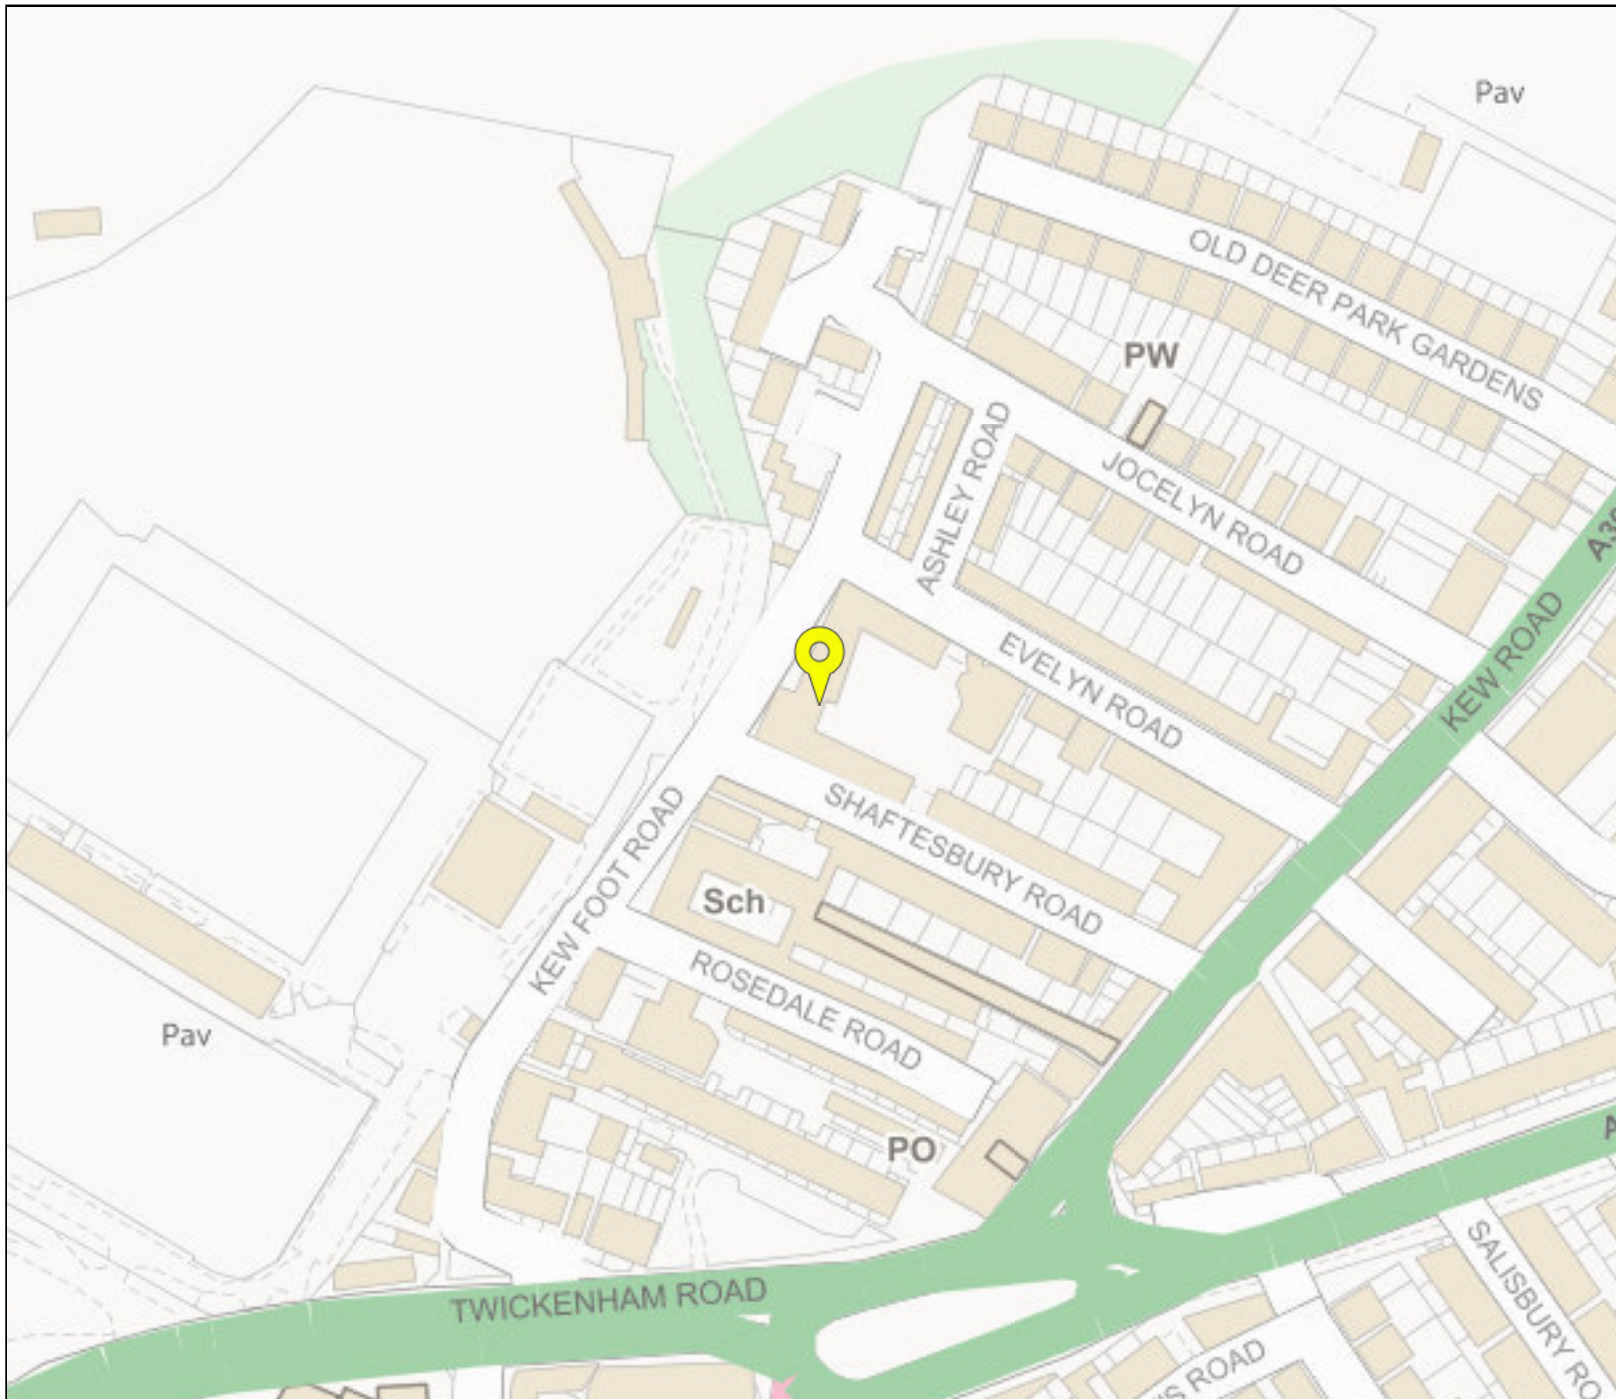 Pav
OLD DEER PARK GARDENS
PW
ASHLEY ROAD
JOCELYN ROAD
EVELYN ROAD
KEW ROAD
SHAFTESBURY ROAD
KEW FOOT ROAD
Sch
ROSEDALE ROAD
Pav
PO
TWICKENHAM ROAD
SALISBURY RO
ROAD